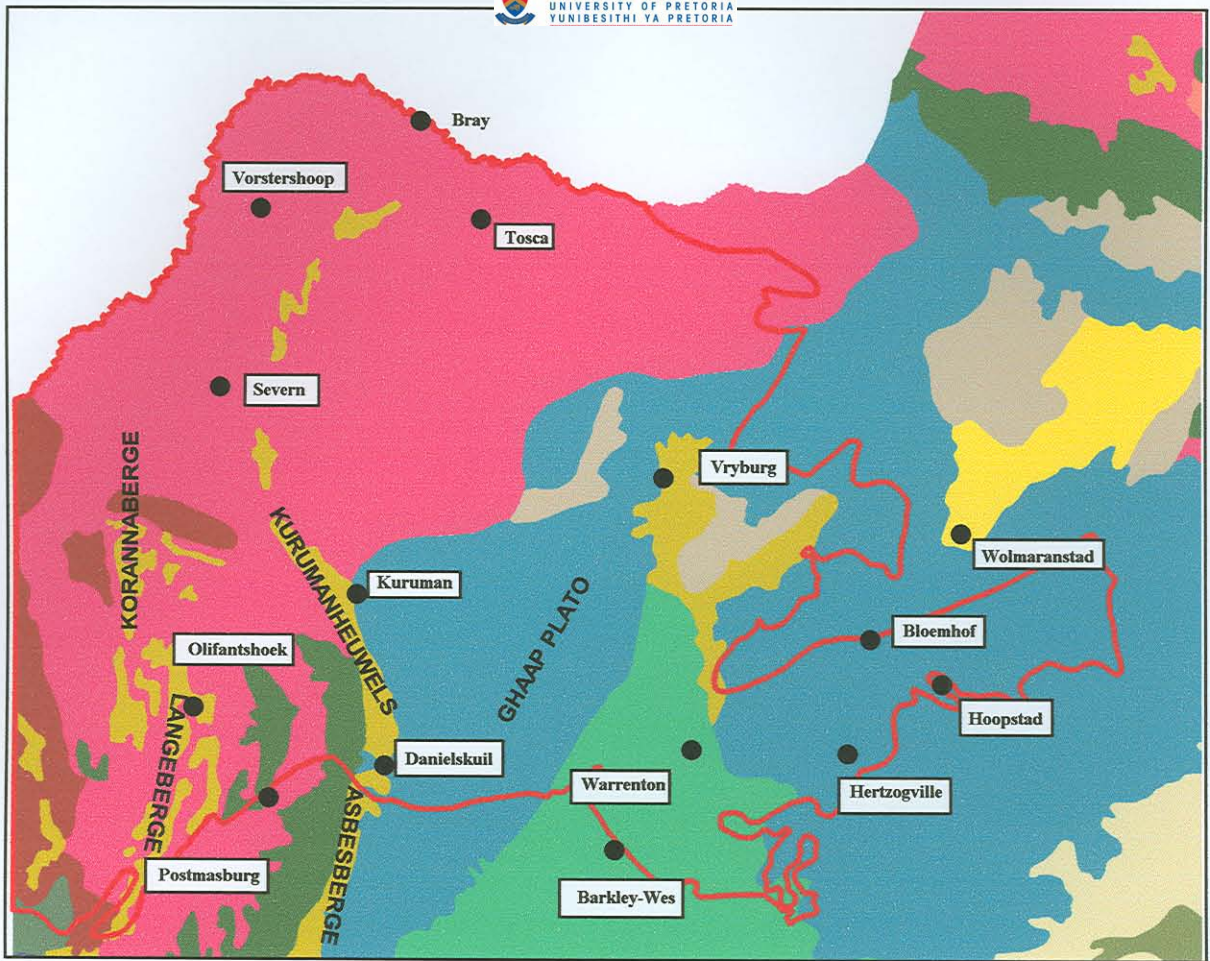 UNIVERSITY OF PRETORIA
YUNIBESITHI YA PRETORIA
Bray
Vorstershoop
Tosca
Severn
KORANNABERGE
Vryburg
KURUMANHEUWELS
Wolmaranstad
Kuruman
GHAAP PLATO
Bloemhof
Olifantshoek
LANGEBERGE
Hoopstad
Danielskuil
Warrenton
Hertzogville
ASBESBERGE
Postmasburg
Barkley-Wes